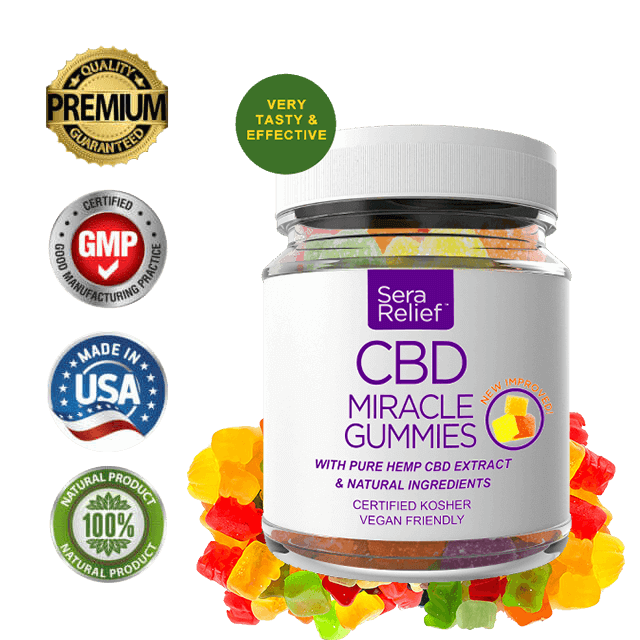 QUALITY
PREMIUM
GUARANTEED
CERTIFIED
GMP
GOOD MANUFACTURING PRACTICE
MADE IN
USA
NATURAL PRODUCT
100%
NATURAL PRODUCT
VERY
TASTY &
EFFECTIVE
Sera
Relief™
CBD
MIRACLE
GUMMIES
NEW IMPROVED!
WITH PURE HEMP CBD EXTRACT
& NATURAL INGREDIENTS
CERTIFIED KOSHER
VEGAN FRIENDLY